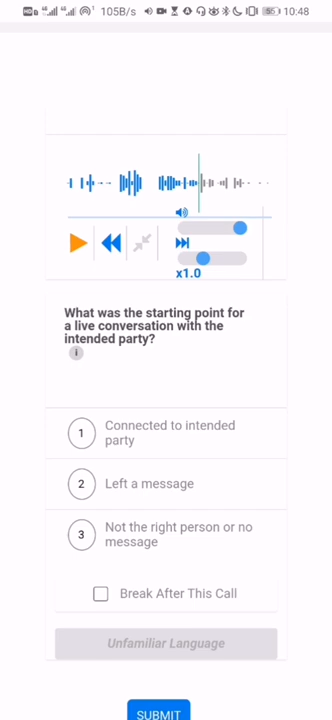 105B/s 56 10:48
x1.0
What was the starting point for
a live conversation with the
intended party?
i
1 Connected to intended
party
2 Left a message
3 Not the right person or no
message
Break After This Call
Unfamiliar Language
SUBMIT